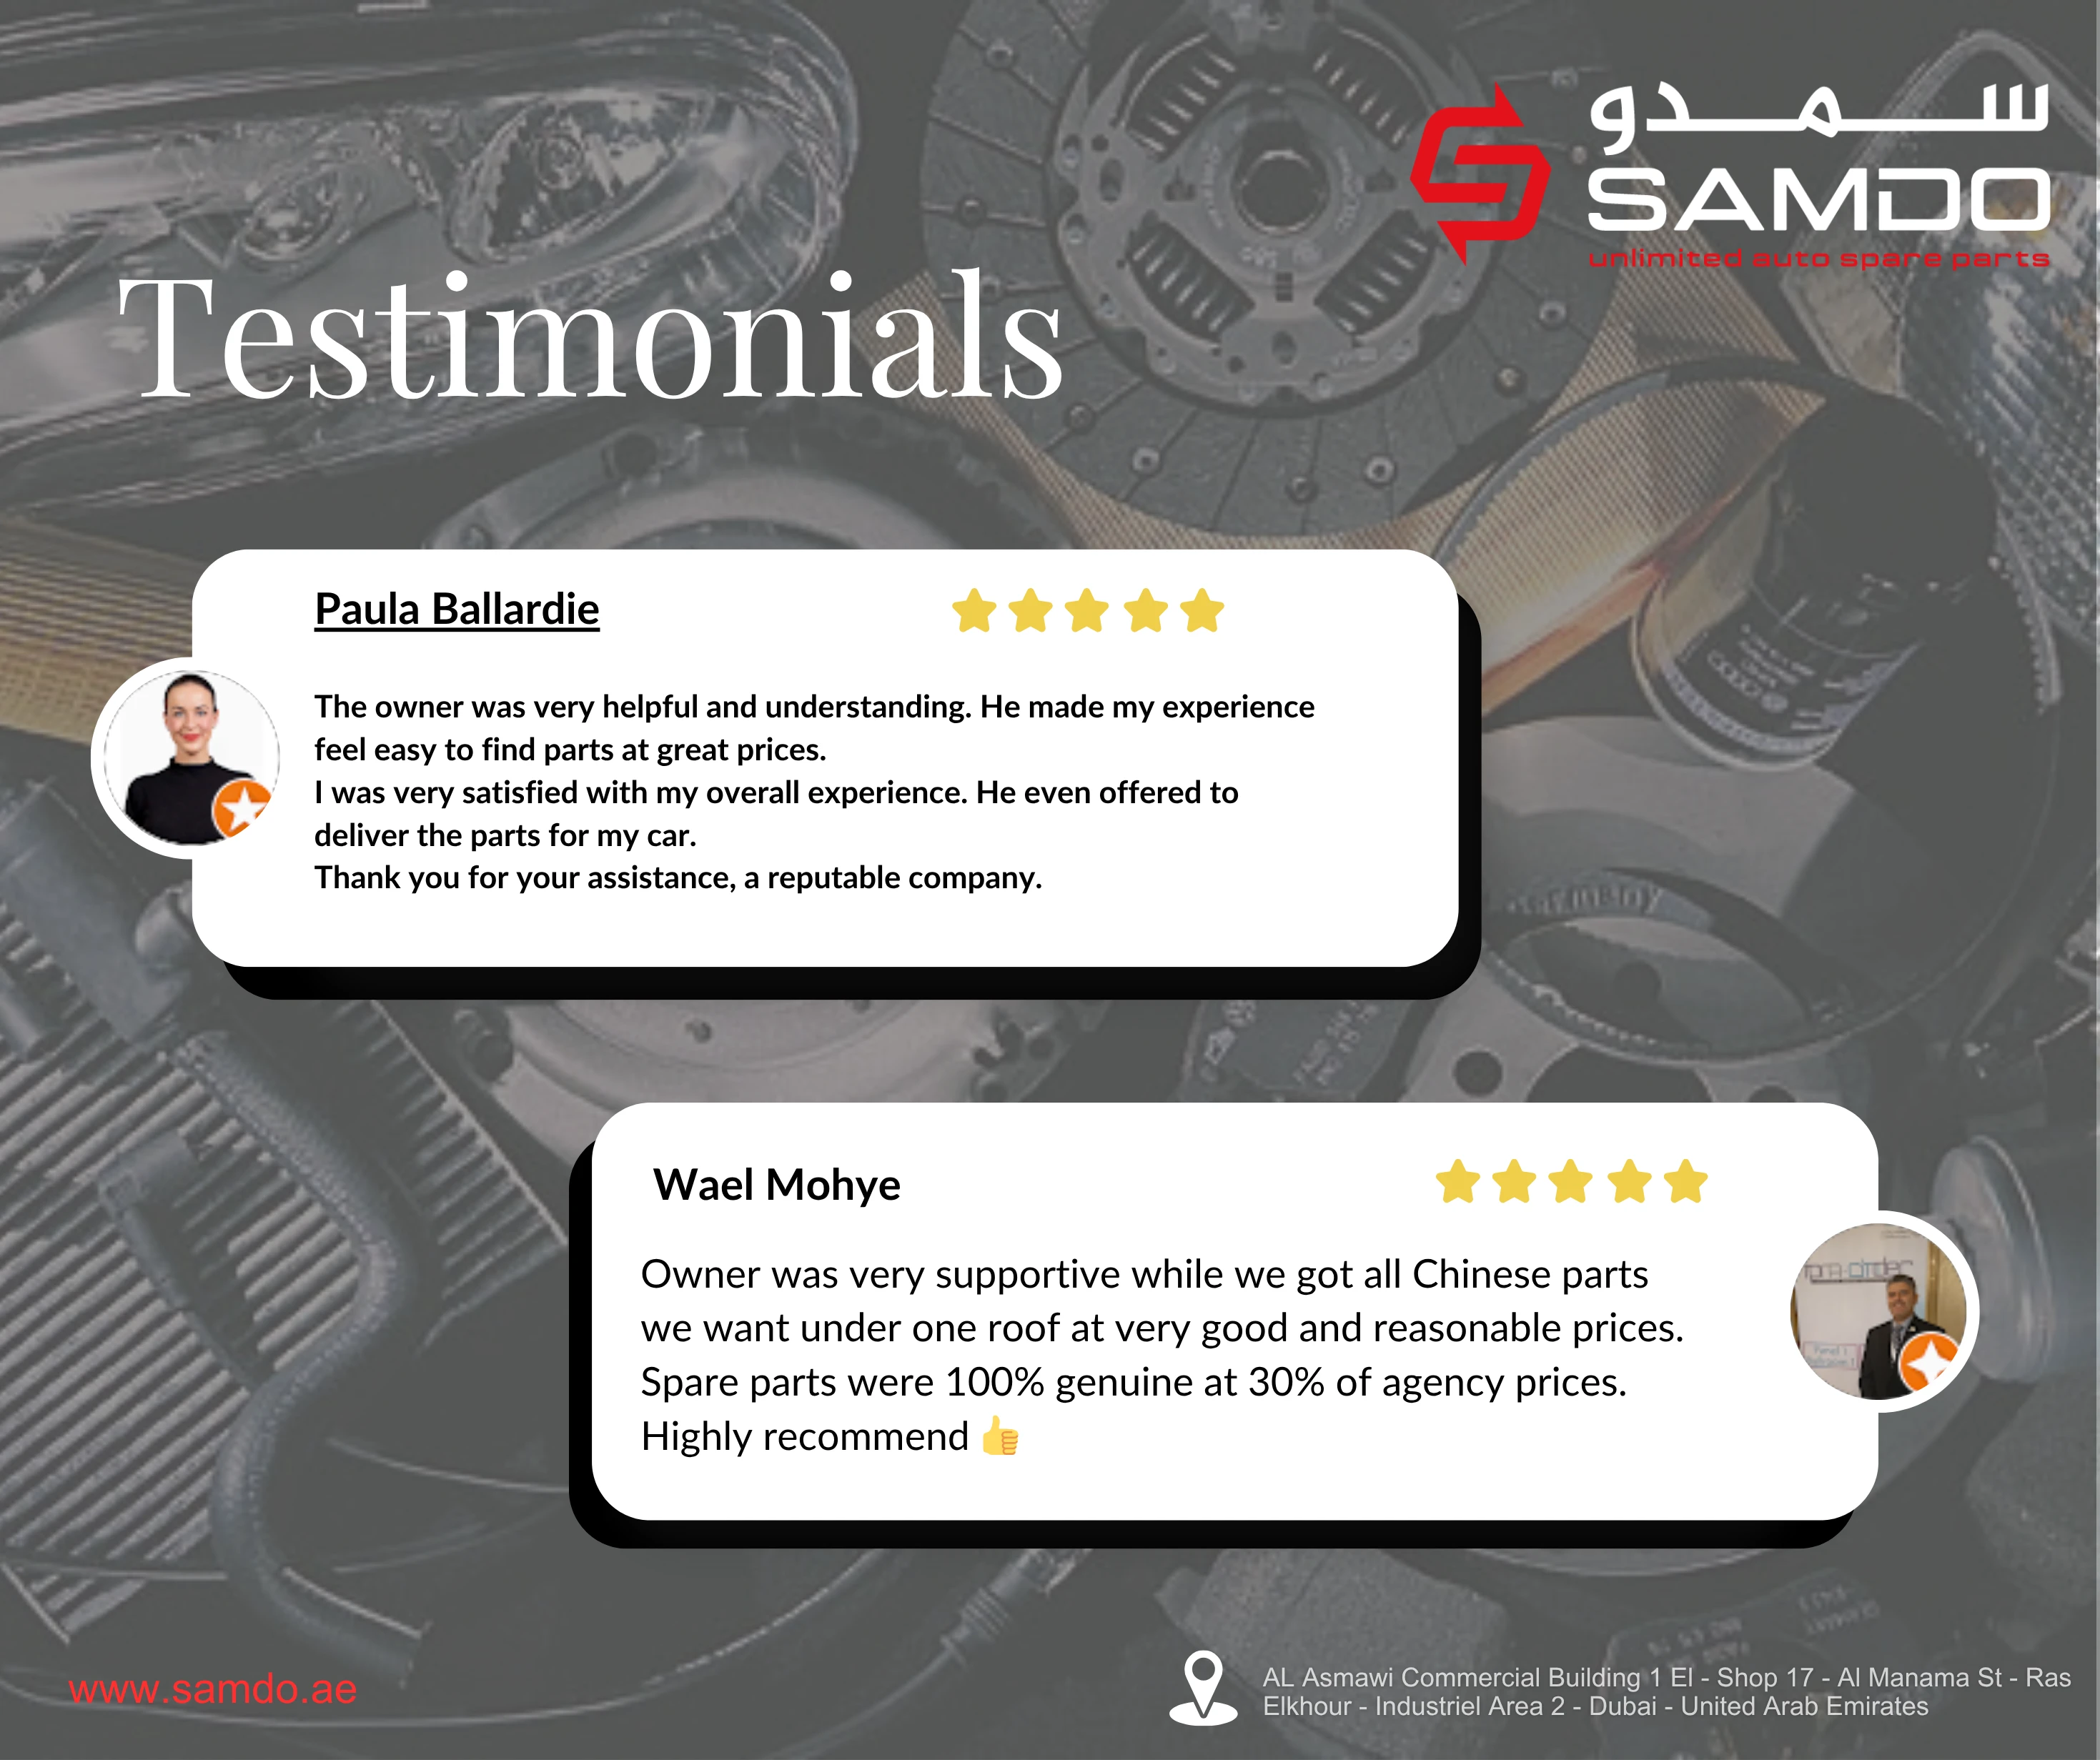 سمدو
SAMDO
unlimited auto spare parts
Testimonials
Paula Ballardie
The owner was very helpful and understanding. He made my experience
feel easy to find parts at great prices.
I was very satisfied with my overall experience. He even offered to
deliver the parts for my car.
Thank you for your assistance, a reputable company.
Wael Mohye
Owner was very supportive while we got all Chinese parts
we want under one roof at very good and reasonable prices.
Spare parts were 100% genuine at 30% of agency prices.
Highly recommend 👍
www.samdo.ae
AL Asmawi Commercial Building 1 El - Shop 17 - Al Manama St - Ras
Elkhour - Industriel Area 2 - Dubai - United Arab Emirates